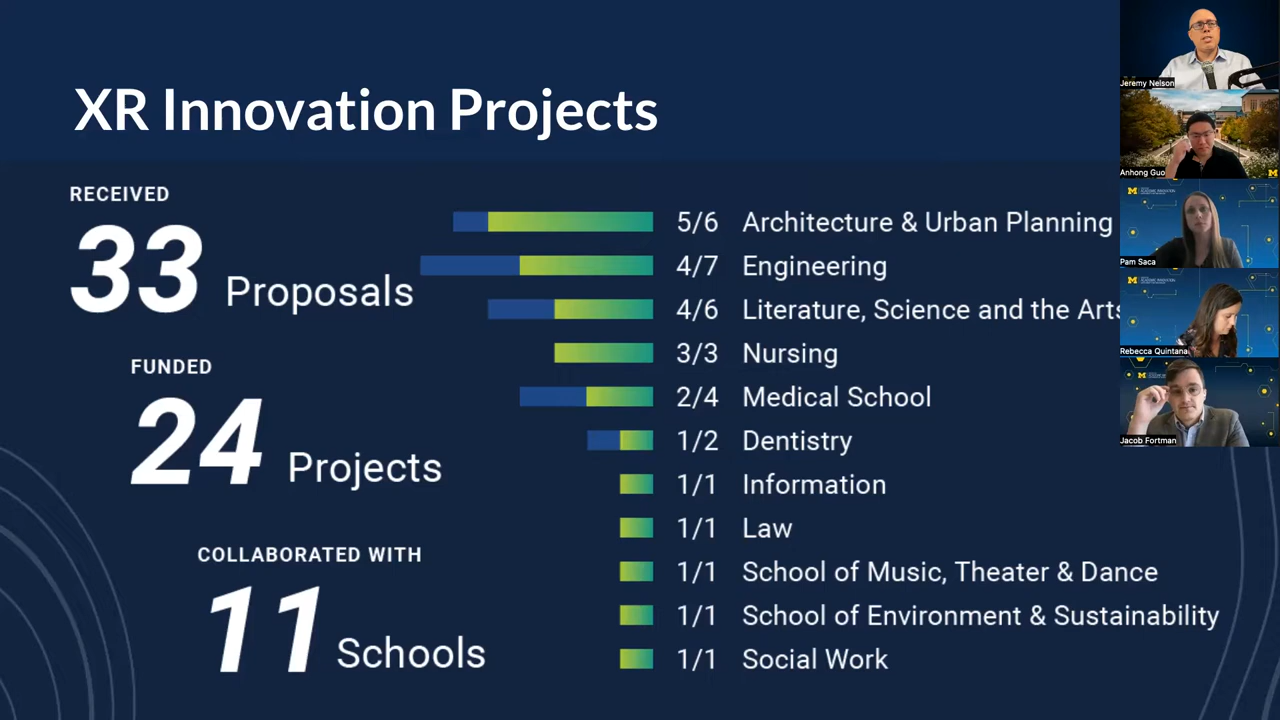 XR Innovation Projects
RECEIVED
33 Proposals
FUNDED
24 Projects
COLLABORATED WITH
11 Schools
5/6 Architecture & Urban Planning
4/7 Engineering
4/6 Literature, Science and the Arts
3/3 Nursing
2/4 Medical School
1/2 Dentistry
1/1 Information
1/1 Law
1/1 School of Music, Theater & Dance
1/1 School of Environment & Sustainability
1/1 Social Work
Jeremy Nelson
Anhong Guo
Pam Saca
Rebecca Quintana
Jacob Fortman